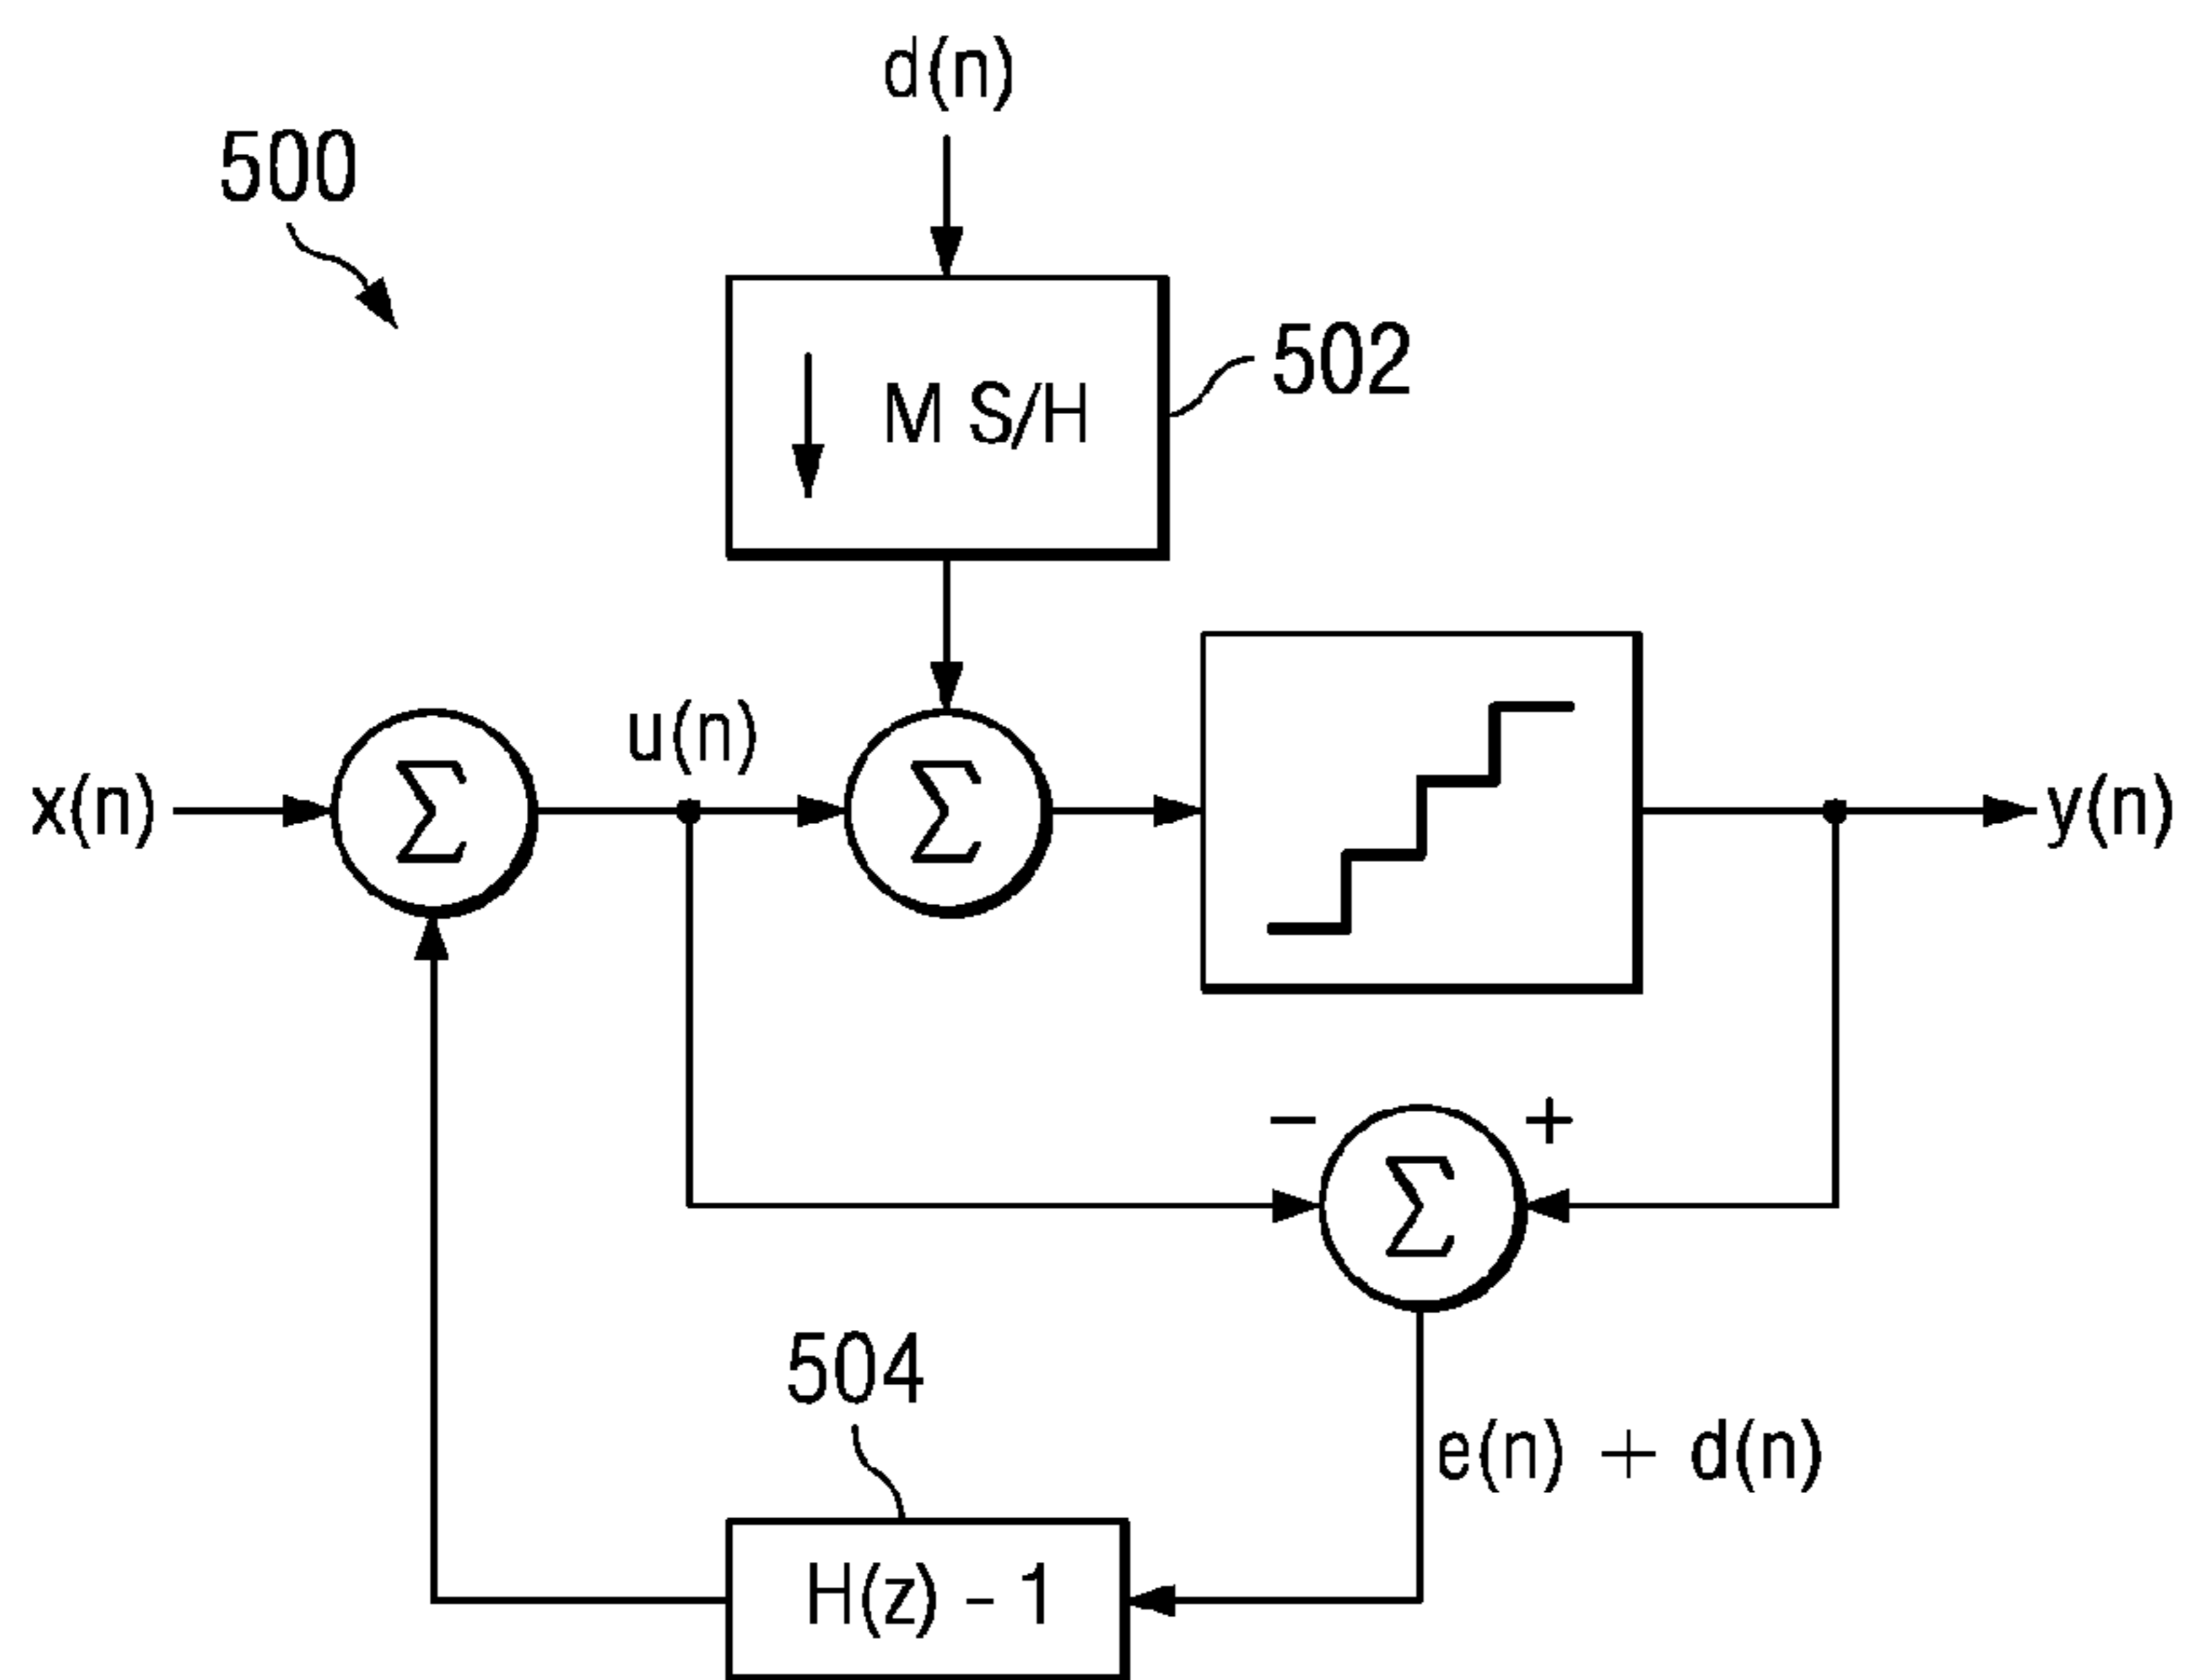 d(n)
500
502
M S/H
u(n)
x(n)
Σ
Σ
y(n)
−
+
Σ
504
e(n) + d(n)
H(z) - 1